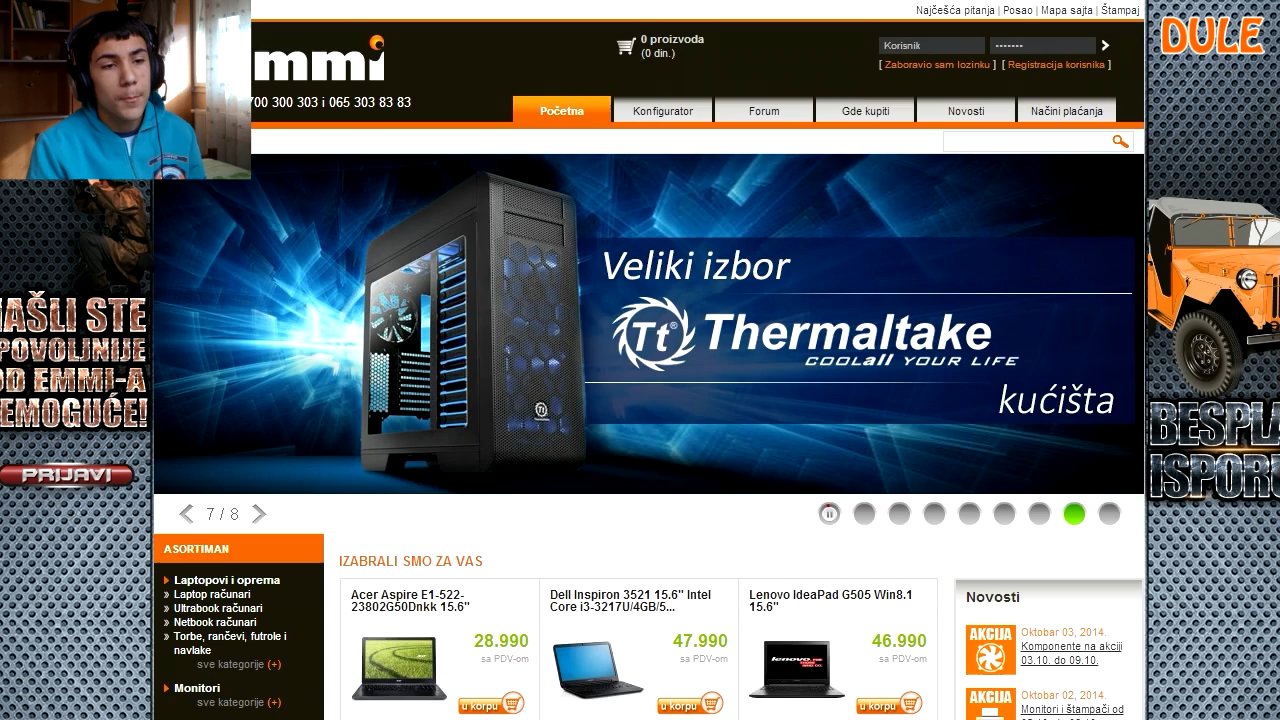 Najčešća pitanja | Posao | Mapa sajta | Štampaj
DULE
emmi
0 proizvoda
(0 din.)
Korisnik
-------
[ Zaboravio sam lozinku ] [ Registracija korisnika ]
700 300 303 i 065 303 83 83
Početna
Konfigurator
Forum
Gde kupiti
Novosti
Načini plaćanja
Veliki izbor
Tt® Thermaltake
COOLall YOUR LIFE
kućišta
NAŠLI STE
POVOLJNIJE
OD EMMI-A
NEMOGUĆE!
PRIJAVI
BESPLA
ISPORU
7 / 8
ASORTIMAN
Laptopovi i oprema
» Laptop računari
» Ultrabook računari
» Netbook računari
» Torbe, rančevi, futrole i
navlake
sve kategorije (+)
Monitori
sve kategorije (+)
IZABRALI SMO ZA VAS
Acer Aspire E1-522-
23802G50Dnkk 15.6"
28.990
sa PDV-om
u korpu
Dell Inspiron 3521 15.6" Intel
Core i3-3217U/4GB/5...
47.990
sa PDV-om
u korpu
Lenovo IdeaPad G505 Win8.1
15.6"
lenovo
46.990
sa PDV-om
u korpu
Novosti
AKCIJA
Oktobar 03, 2014.
Komponente na akciji
03.10. do 09.10.
AKCIJA
Oktobar 02, 2014.
Monitori i štampači od